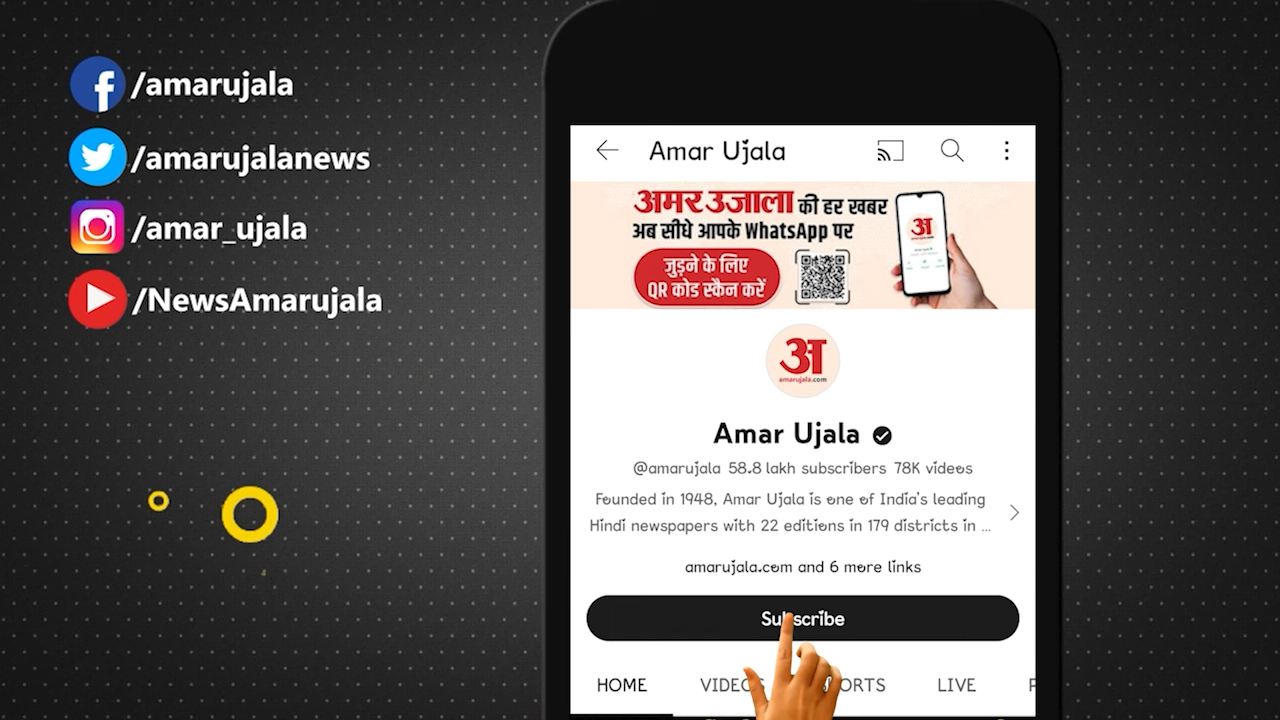 /amarujala
/amarujalanews
/amar_ujala
/NewsAmarujala
Amar Ujala
अमर उजाला की हर खबर
अब सीधे आपके WhatsApp पर
जुड़ने के लिए
QR कोड स्कैन करें
अ
अ
amarujala.com
Amar Ujala
@amarujala 58.8 lakh subscribers 78K videos
Founded in 1948, Amar Ujala is one of India's leading
Hindi newspapers with 22 editions in 179 districts in ...
amarujala.com and 6 more links
Subscribe
HOME VIDEOS SHORTS LIVE